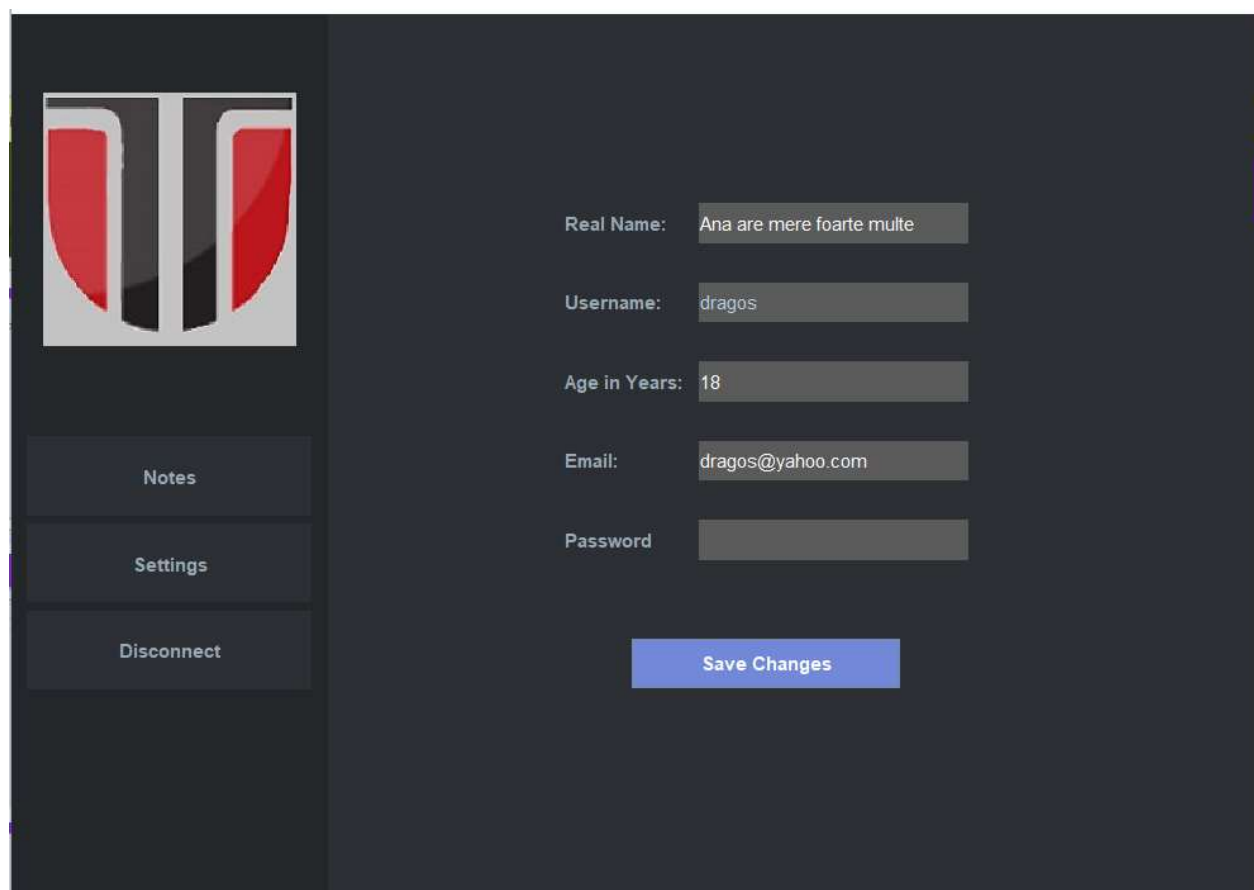 Real Name: Ana are mere foarte multe
Username: dragos
Age in Years: 18
Email: dragos@yahoo.com
Password
Save Changes
Notes
Settings
Disconnect